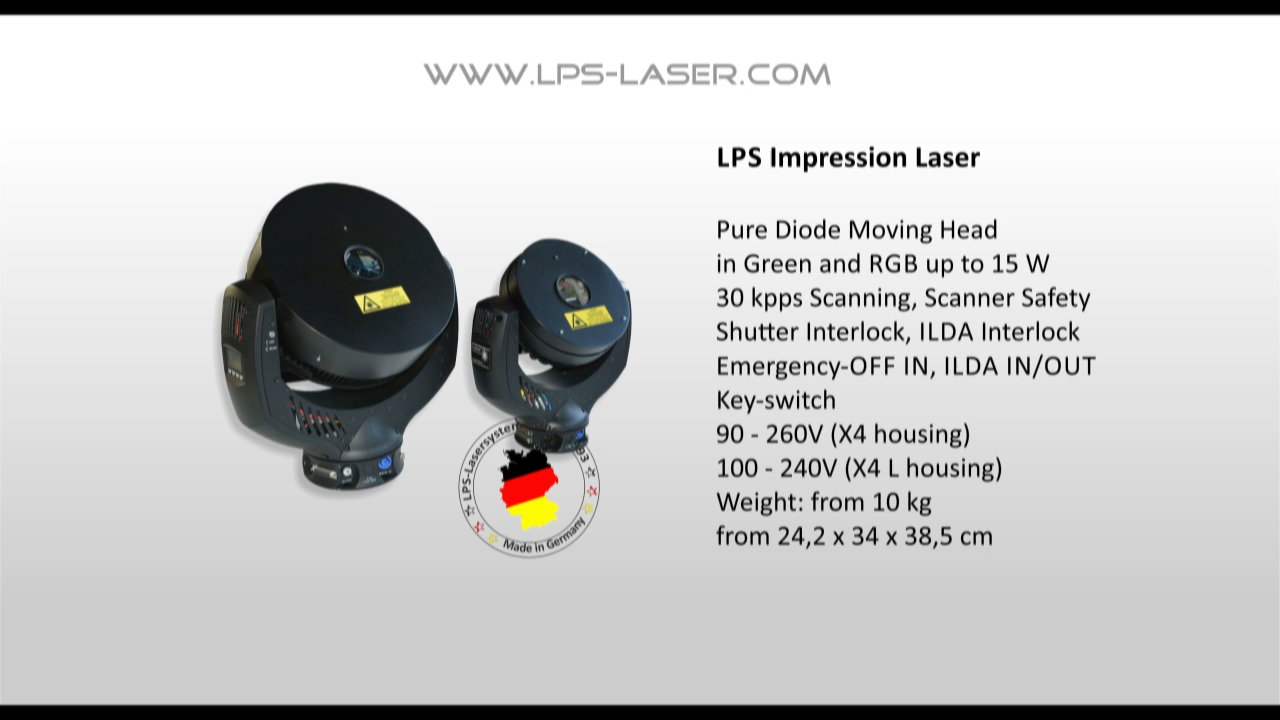 WWW.LPS-LASER.COM
LPS Impression Laser
Pure Diode Moving Head
in Green and RGB up to 15 W
30 kpps Scanning, Scanner Safety
Shutter Interlock, ILDA Interlock
Emergency-OFF IN, ILDA IN/OUT
Key-switch
90 - 260V (X4 housing)
100 - 240V (X4 L housing)
Weight: from 10 kg
from 24,2 x 34 x 38,5 cm
LPS-Lasersystem
93
Made in Germany